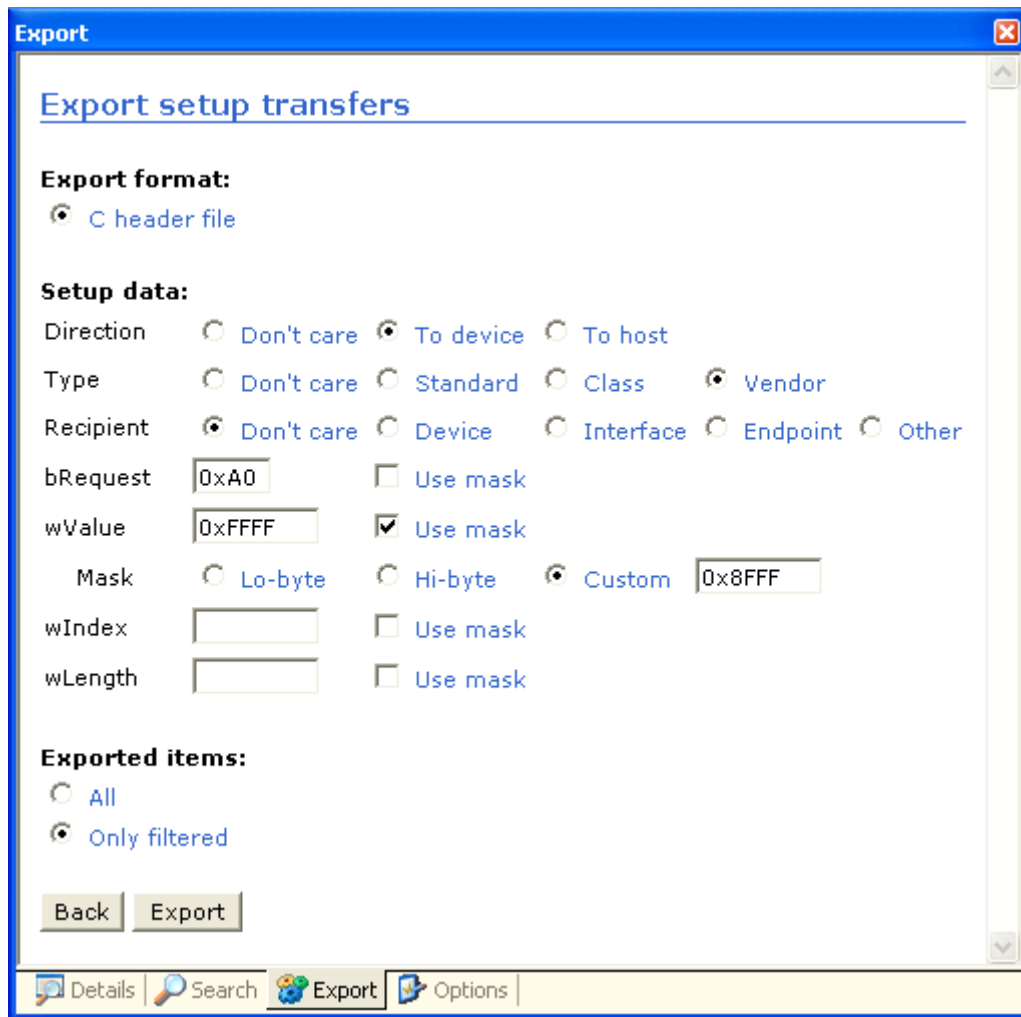 Export
Export setup transfers
Export format:
C header file
Setup data:
Direction Don't care To device To host
Type Don't care Standard Class Vendor
Recipient Don't care Device Interface Endpoint Other
bRequest 0xA0 Use mask
wValue 0xFFFF Use mask
Mask Lo-byte Hi-byte Custom 0x8FFF
wIndex Use mask
wLength Use mask
Exported items:
All
Only filtered
Back Export
Details Search Export Options